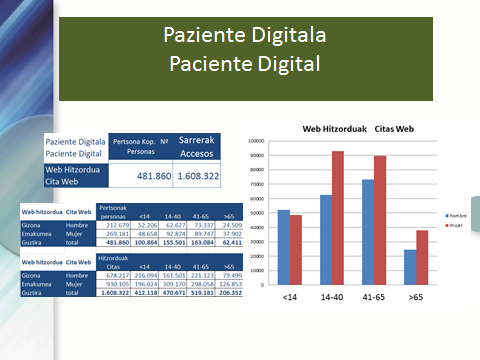 Paziente Digitala
Paciente Digital
Paziente Digitala Pertsona Kop. Nº Sarrerak
Paciente Digital Personas Accesos
Web Hitzordua
Cita Web 481.860 1.608.322
Web hitzordua Cita Web Pertsonak personas <14 14-40 41-65 >65
Gizona Hombre 212.679 52.206 62.627 73.337 24.509
Emakumea Mujer 269.181 48.658 92.874 89.747 37.902
Guztira total 481.860 100.864 155.501 163.084 62.411
Web hitzordua Cita Web Hitzorduak Citas <14 14-40 41-65 >65
Gizona Hombre 678.217 216.094 161.501 221.123 79.499
Emakumea Mujer 930.105 196.024 309.170 298.058 126.853
Guztira total 1.608.322 412.118 470.671 519.181 206.352
Web Hitzorduak Citas Web
100000
90000
80000
70000
60000
50000
40000
30000
20000
10000
0
<14 14-40 41-65 >65
hombre
mujer